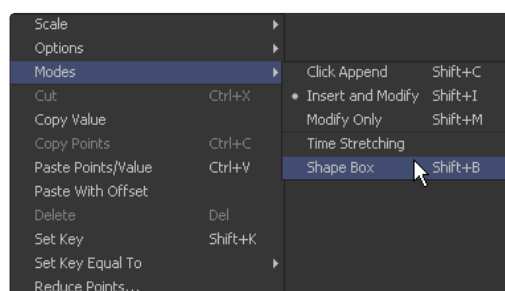 Scale
Options
Modes
Cut Ctrl+X
Copy Value
Copy Points Ctrl+C
Paste Points/Value Ctrl+V
Paste With Offset
Delete Del
Set Key Shift+K
Set Key Equal To
Reduce Points...
Click Append Shift+C
Insert and Modify Shift+I
Modify Only Shift+M
Time Stretching
Shape Box Shift+B